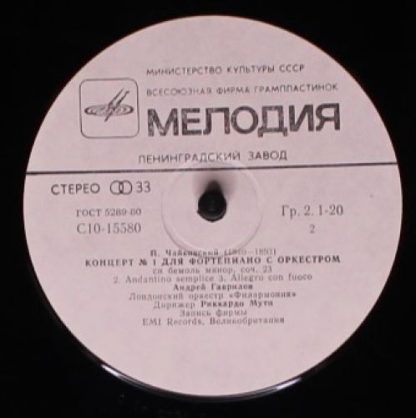 МИНИСТЕРСТВО КУЛЬТУРЫ СССР
ВСЕСОЮЗНАЯ ФИРМА ГРАМПЛАСТИНОК
МЕЛОДИЯ
ЛЕНИНГРАДСКИЙ ЗАВОД
СТЕРЕО 33
ГОСТ 5289-80
Гр. 2. 1-20
С10-15580
2
П. Чайковский (1840-1893)
КОНЦЕРТ № 1 ДЛЯ ФОРТЕПИАНО С ОРКЕСТРОМ
си бемоль минор, соч. 23
2. Andantino semplice 3. Allegro con fuoco
Андрей Гаврилов
Лондонский оркестр «Филармония»
Дирижер Риккардо Мути
Запись фирмы
EMI Records, Великобритания